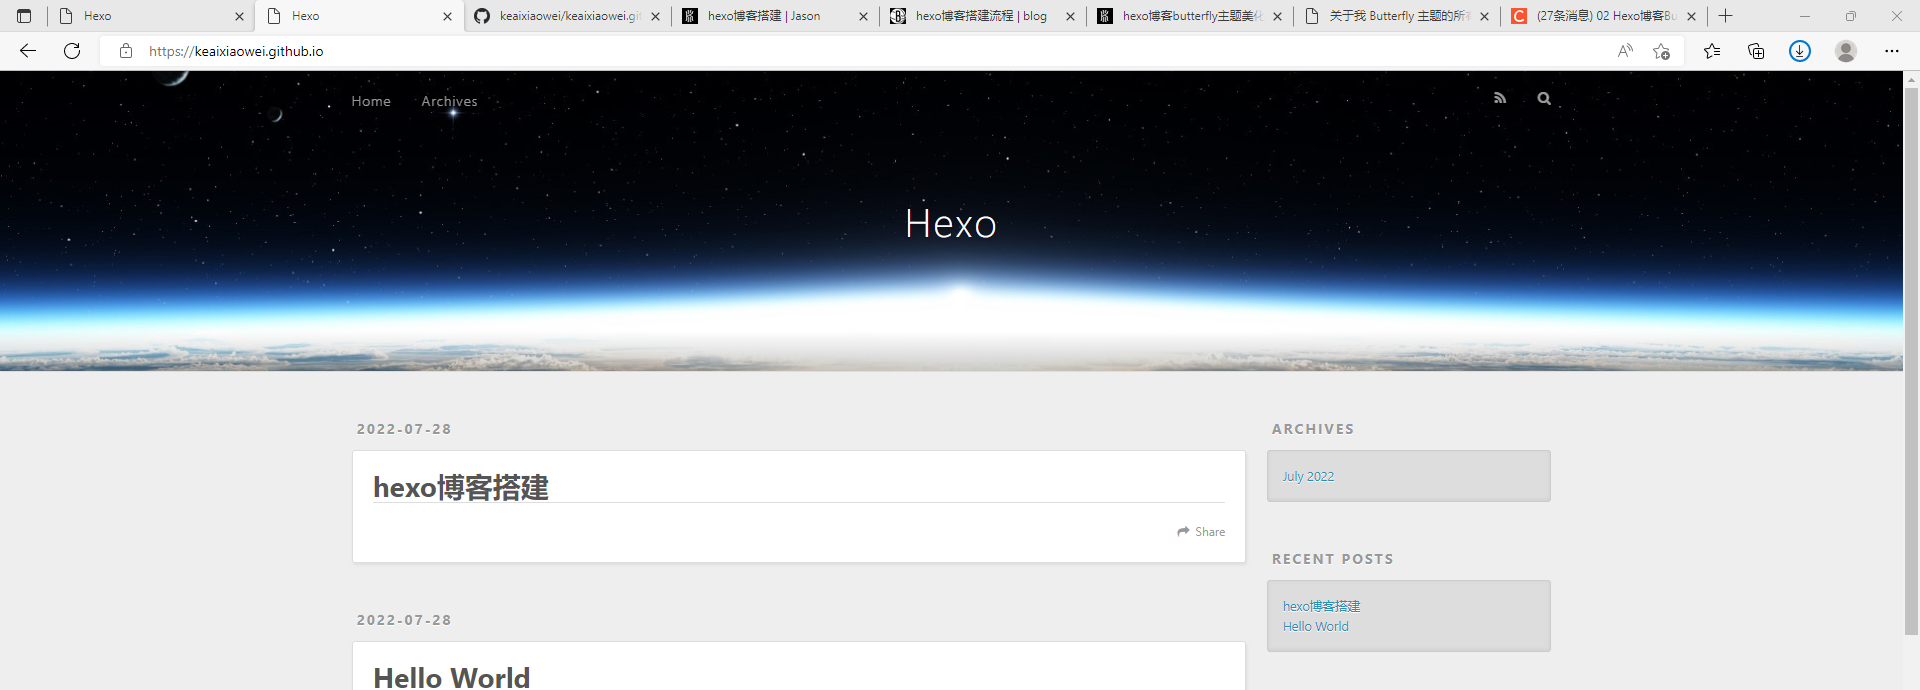 Hexo
Hexo
keaixiaowei/keaixiaowei.git
hexo博客搭建 | Jason
hexo博客搭建流程 | blog
hexo博客butterfly主题美化
关于我 Butterfly 主题的所有
(27条消息) 02 Hexo博客Bu
https://keaixiaowei.github.io
Home
Archives
Hexo
2022-07-28
hexo博客搭建
Share
2022-07-28
Hello World
ARCHIVES
July 2022
RECENT POSTS
hexo博客搭建
Hello World